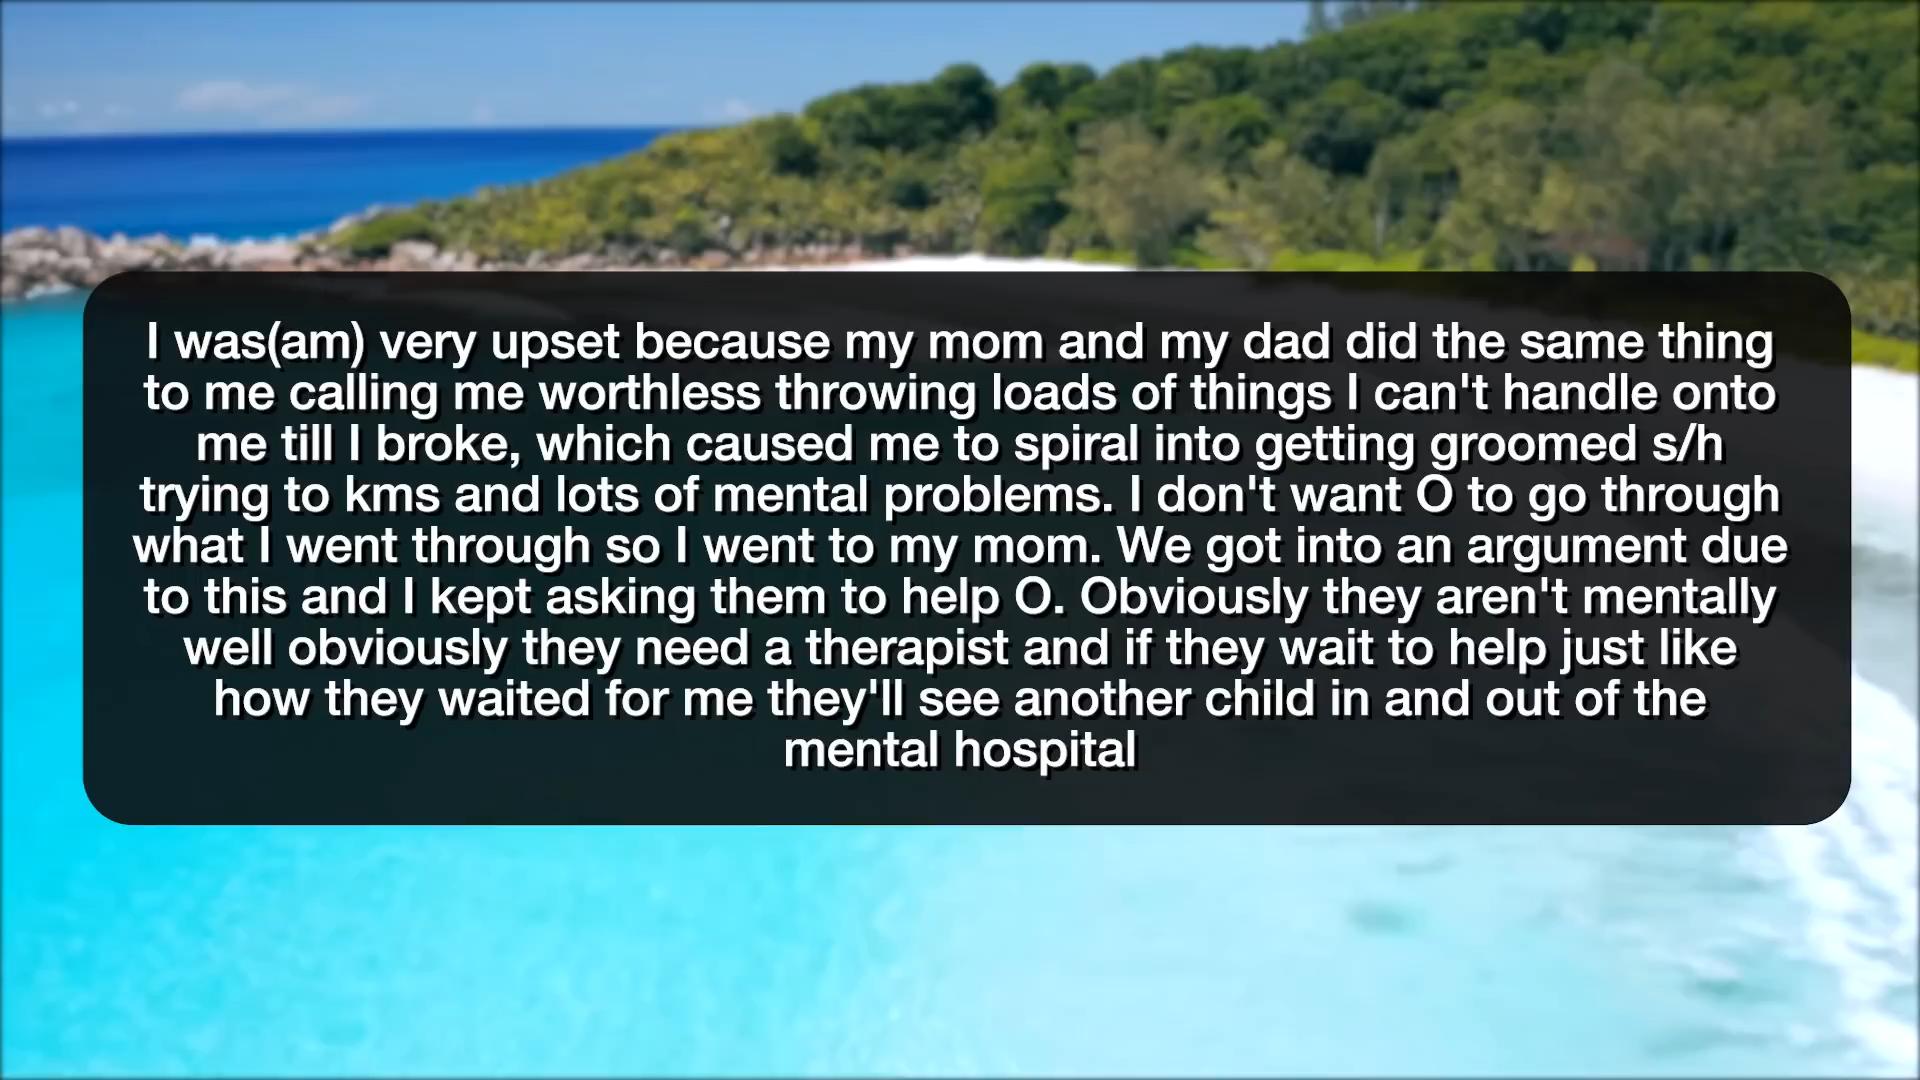 I was(am) very upset because my mom and my dad did the same thing
to me calling me worthless throwing loads of things I can't handle onto
me till I broke, which caused me to spiral into getting groomed s/h
trying to kms and lots of mental problems. I don't want O to go through
what I went through so I went to my mom. We got into an argument due
to this and I kept asking them to help O. Obviously they aren't mentally
well obviously they need a therapist and if they wait to help just like
how they waited for me they'll see another child in and out of the
mental hospital